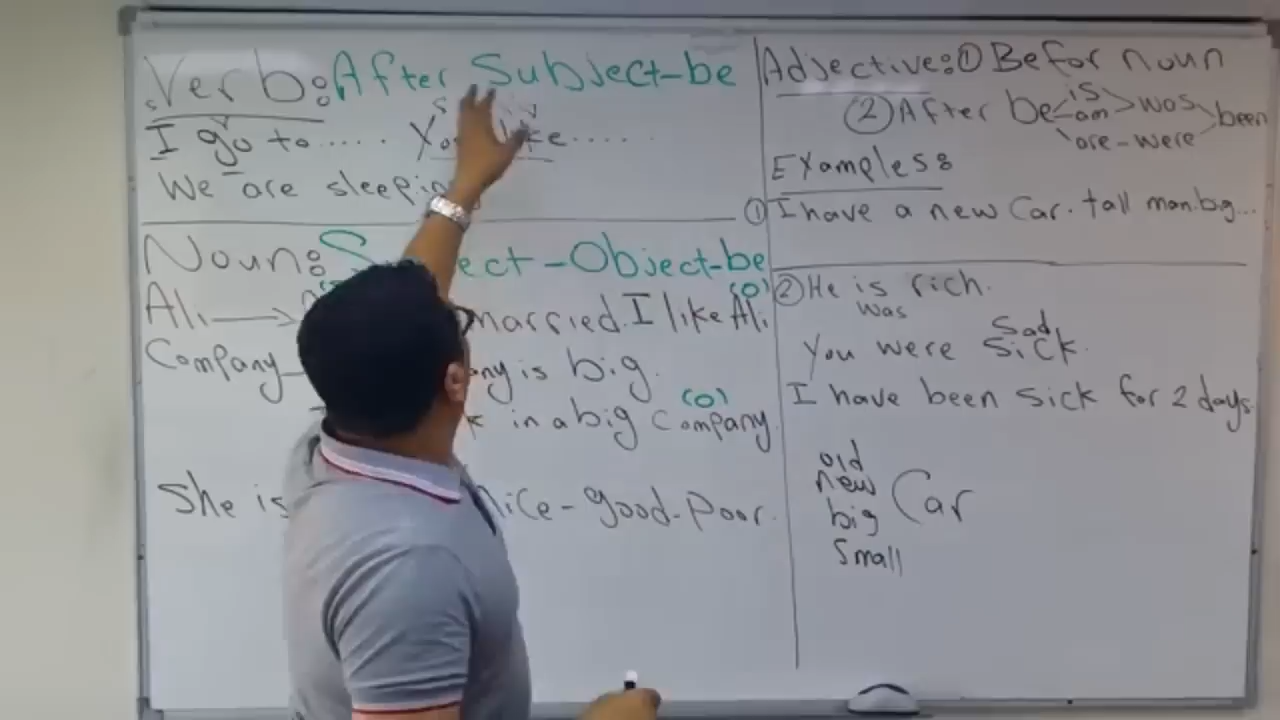 Verb: After Subject-be
S V S V
I go to ..... You like .....
We are sleeping
Noun: Subject-Object-be
(o)
Ali → married. I like Ali.
Company is big.
(o)
in a big Company.
She is nice-good-poor.
Adjective: ① Befor noun
② After be is am are was were been
Examples:
① I have a new Car. tall man. big...
② He is rich.
was
sad
You were sick.
I have been sick for 2 days.
old
new
big Car
small